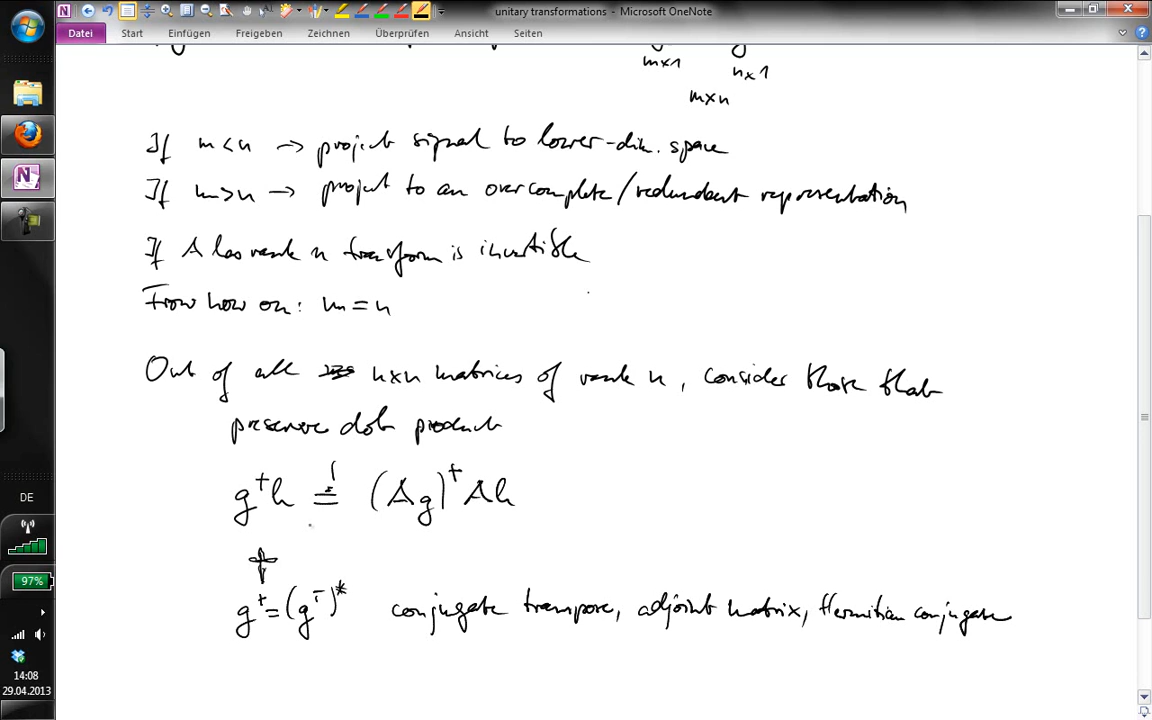 unitary transformations - Microsoft OneNote
Datei Start Einfügen Freigeben Zeichnen Überprüfen Ansicht Seiten
m×1 n×1
m×n
If m<n → project signal to lower-dim. space
If m>n → project to an overcomplete/redundant representation
If A has rank n transform is invertible
From now on: m=n
Out of all n×n matrices of rank n, consider those that
preserve dot product
g⁺h =! (Ag)⁺Ah
g⁺=(gᵀ)* conjugate transpose, adjoint matrix, Hermitian conjugate
DE
97%
14:08
29.04.2013